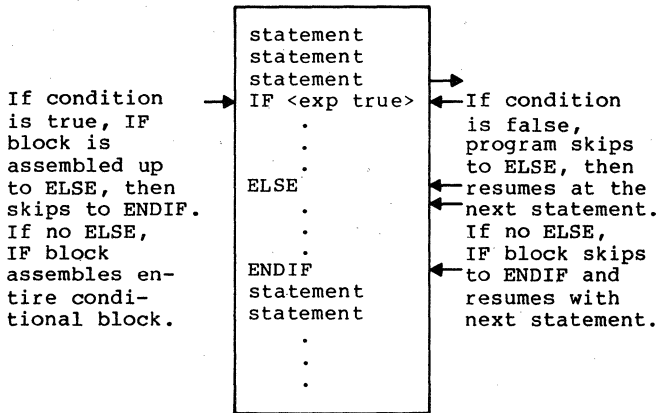 If condition
is true, IF
block is
assembled up
to ELSE, then
skips to ENDIF.
If no ELSE,
IF block
assembles en-
tire condi-
tional block.
statement
statement
statement
IF <exp true>
.
.
.
ELSE
.
.
.
ENDIF
statement
statement
.
.
.
If condition
is false,
program skips
to ELSE, then
resumes at the
next statement.
If no ELSE,
IF block skips
to ENDIF and
resumes with
next statement.